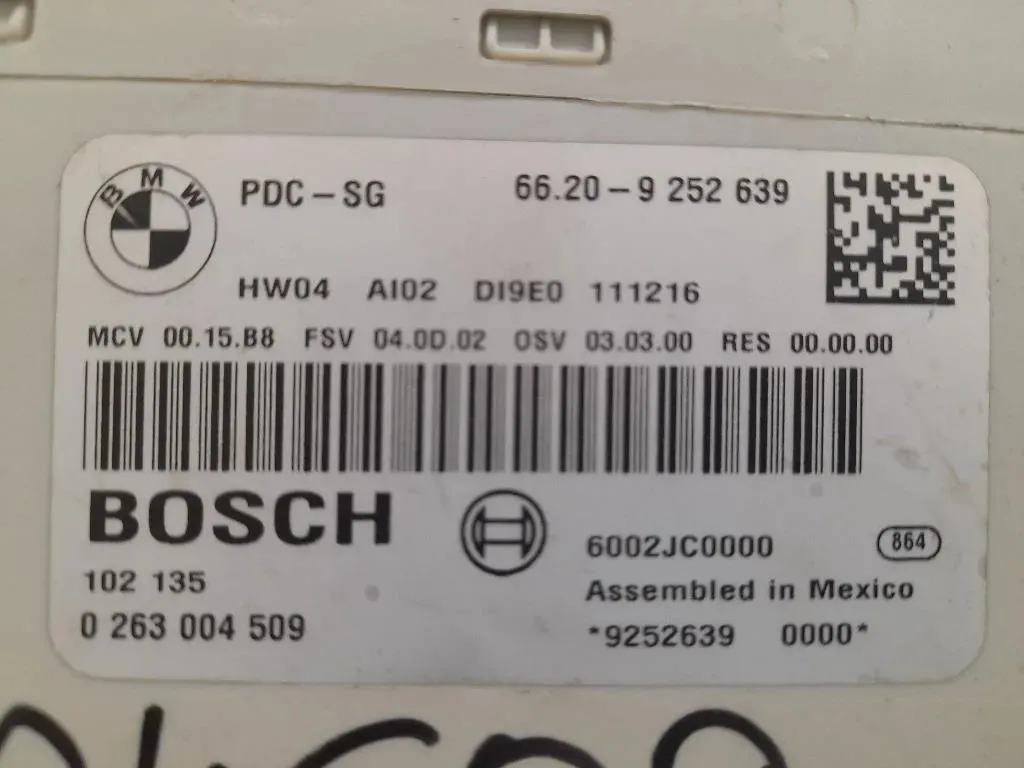 BMW
PDC-SG 66.20-9 252 639
HW04 AI02 DI9E0 111216
MCV 00.15.B8 FSV 04.0D.02 OSV 03.03.00 RES 00.00.00
BOSCH
6002JC0000 864
102 135 Assembled in Mexico
0 263 004 509 *9252639 0000*